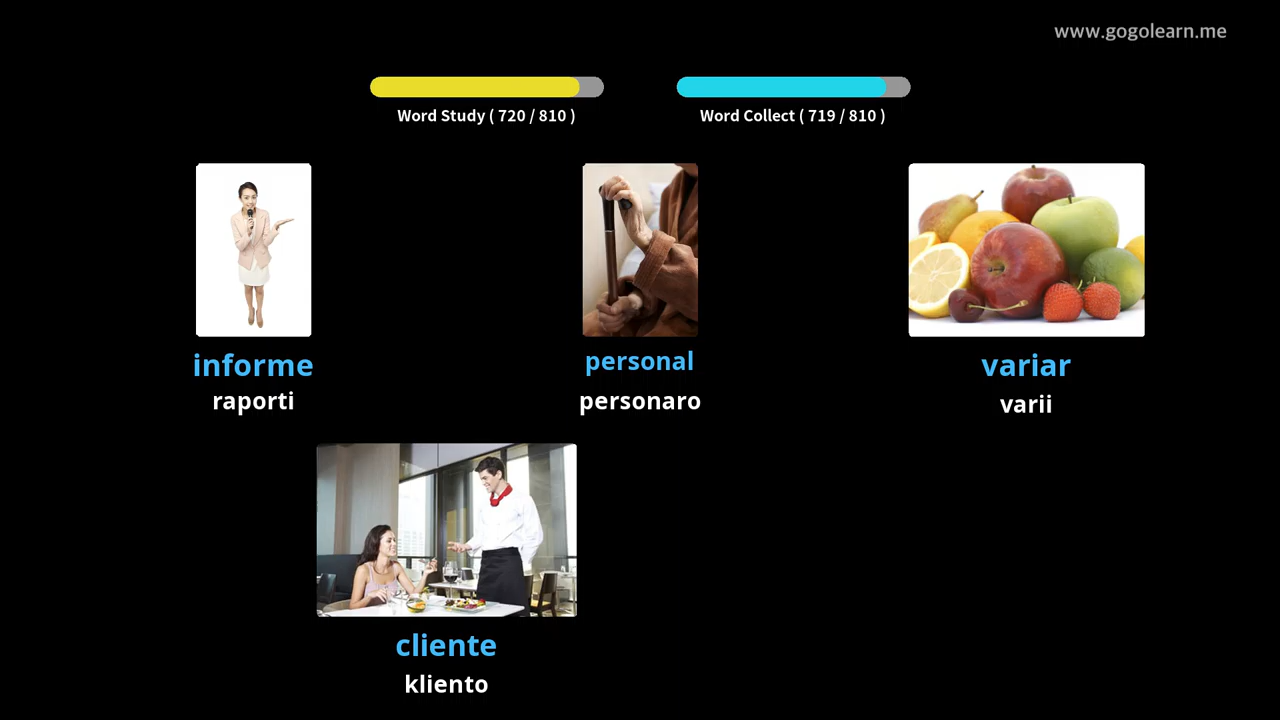 www.gogolearn.me
Word Study ( 720 / 810 )
Word Collect ( 719 / 810 )
informe
raporti
personal
personaro
variar
varii
cliente
kliento